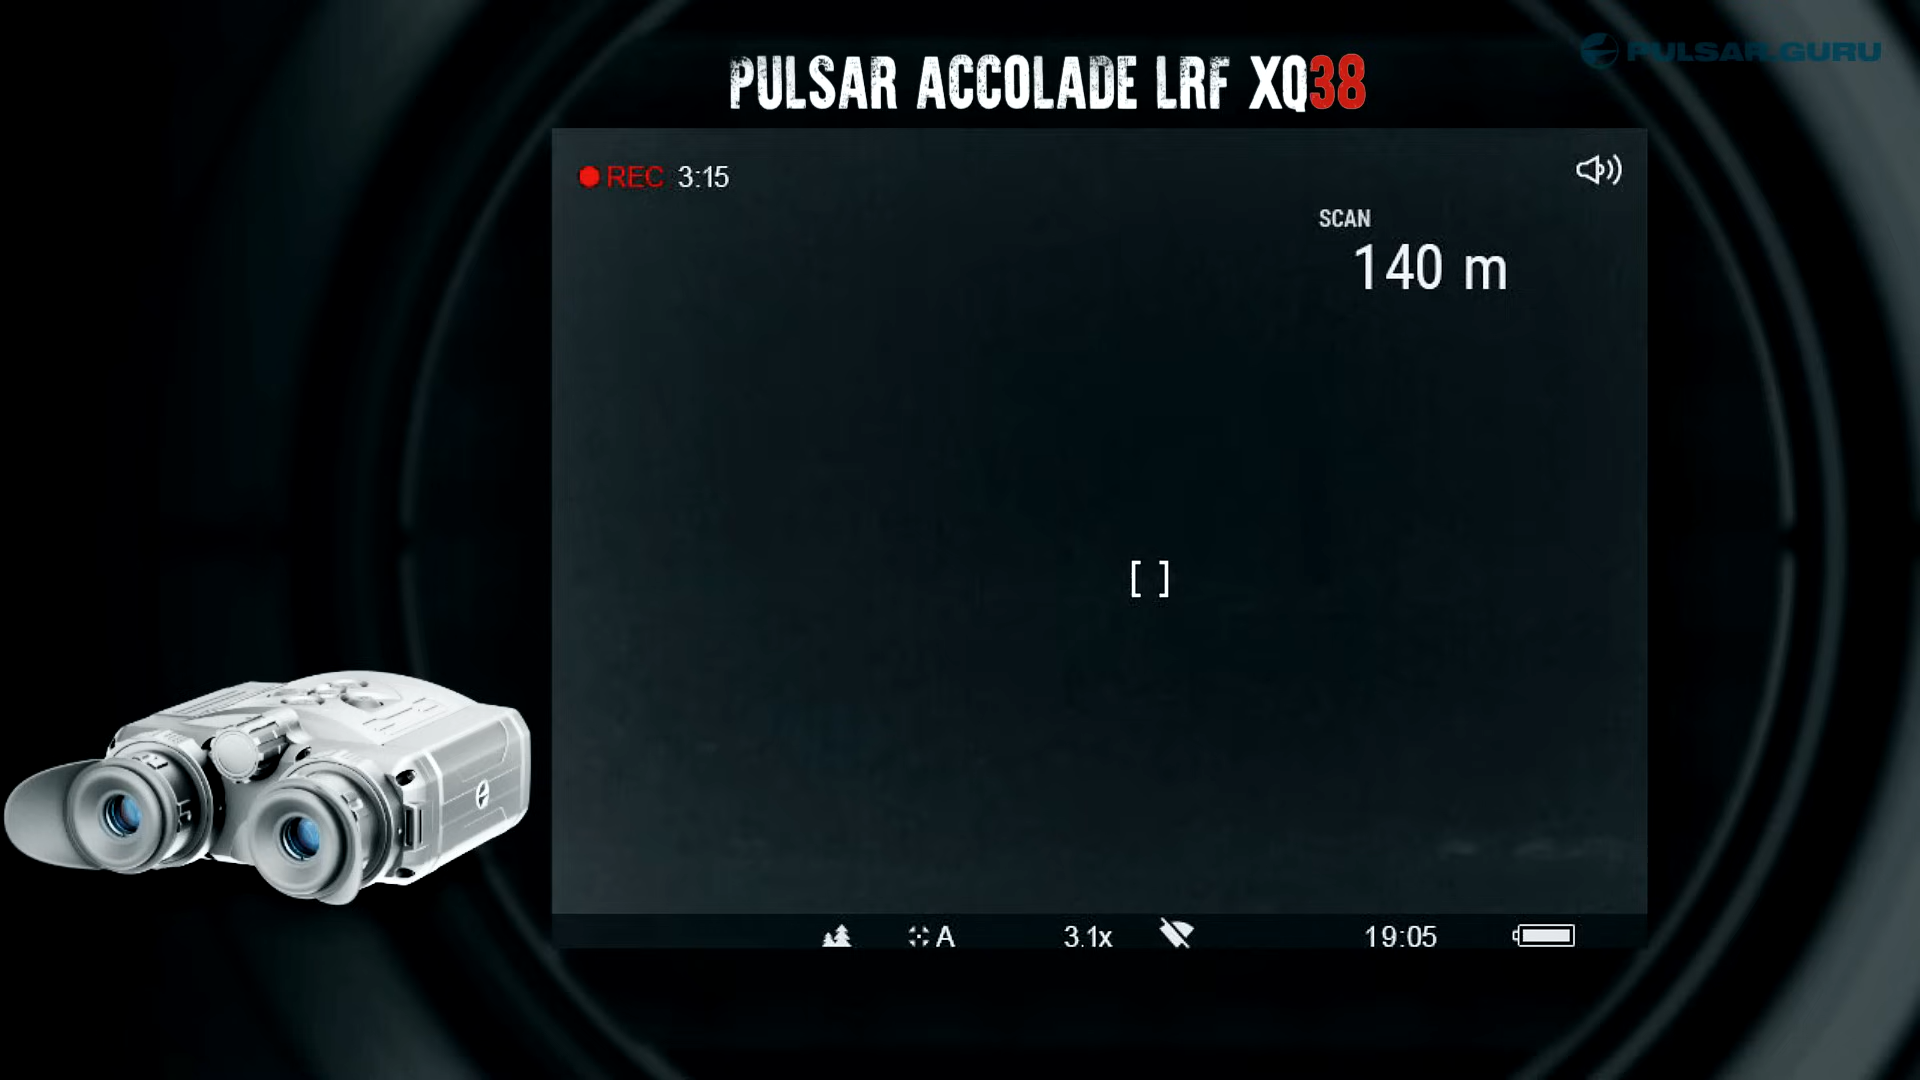 PULSAR.GURU
PULSAR ACCOLADE LRF XQ38
REC 3:15
SCAN
140 m
[ ]
A
3.1x
19:05